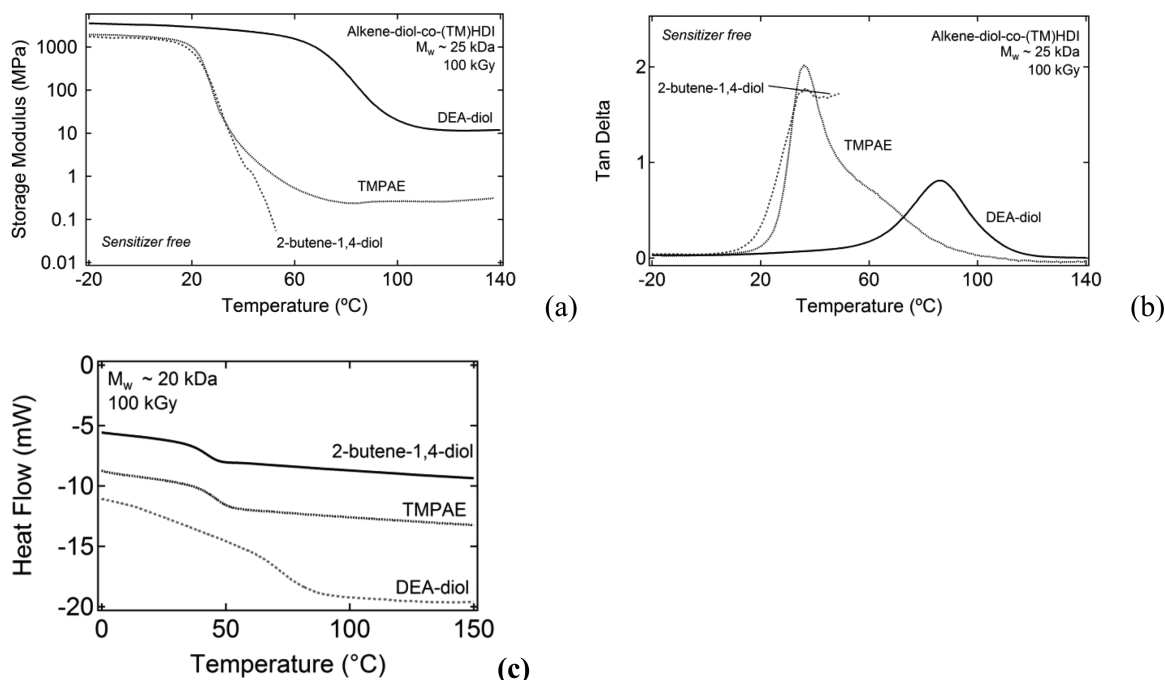 Storage Modulus (MPa)
1000
100
10
1
0.1
0.01
Alkene-diol-co-(TM)HDI
Mw ~ 25 kDa
100 kGy
DEA-diol
TMPAE
2-butene-1,4-diol
Sensitizer free
-20
20
60
100
140
Temperature (ºC)
(a)
Tan Delta
2
1
0
Sensitizer free
Alkene-diol-co-(TM)HDI
Mw ~ 25 kDa
100 kGy
2-butene-1,4-diol
TMPAE
DEA-diol
-20
20
60
100
140
Temperature (ºC)
(b)
Heat Flow (mW)
0
-5
-10
-15
-20
Mw ~ 20 kDa
100 kGy
2-butene-1,4-diol
TMPAE
DEA-diol
0
50
100
150
Temperature (°C)
(c)